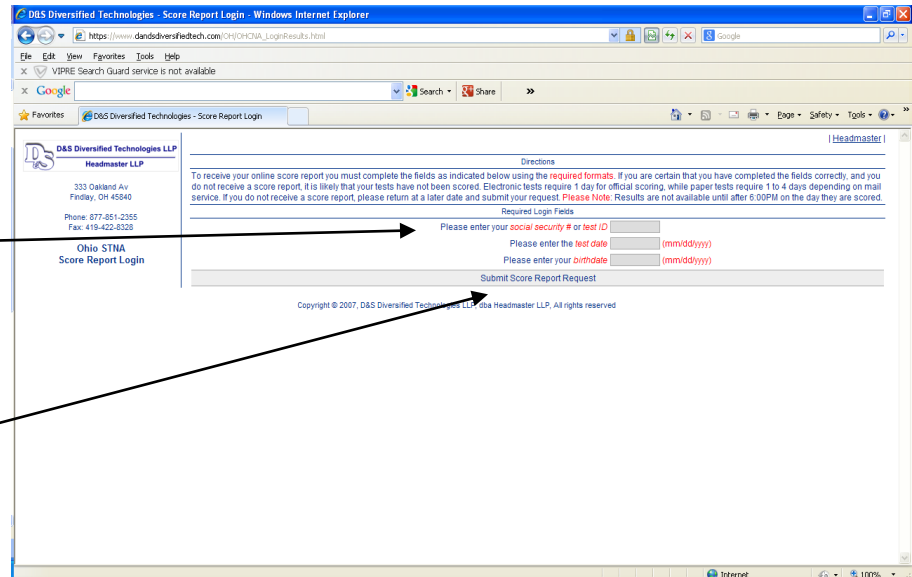 D&S Diversified Technologies - Score Report Login - Windows Internet Explorer
https://www.dandsdiversifiedtech.com/OH/OHCNA_LoginResults.html
Google
File Edit View Favorites Tools Help
x VIPRE Search Guard service is not available
x Google Search Share »
Favorites D&S Diversified Technologies - Score Report Login Page Safety Tools »
| Headmaster |
D&S Diversified Technologies LLP
Headmaster LLP
333 Oakland Av
Findlay, OH 45840
Phone: 877-851-2355
Fax: 419-422-8328
Ohio STNA
Score Report Login
Directions
To receive your online score report you must complete the fields as indicated below using the required formats. If you are certain that you have completed the fields correctly, and you
do not receive a score report, it is likely that your tests have not been scored. Electronic tests require 1 day for official scoring, while paper tests require 1 to 4 days depending on mail
service. If you do not receive a score report, please return at a later date and submit your request. Please Note: Results are not available until after 6:00PM on the day they are scored.
Required Login Fields
Please enter your social security # or test ID
Please enter the test date (mm/dd/yyyy)
Please enter your birthdate (mm/dd/yyyy)
Submit Score Report Request
Copyright © 2007, D&S Diversified Technologies LLP, dba Headmaster LLP, All rights reserved
Internet 100%